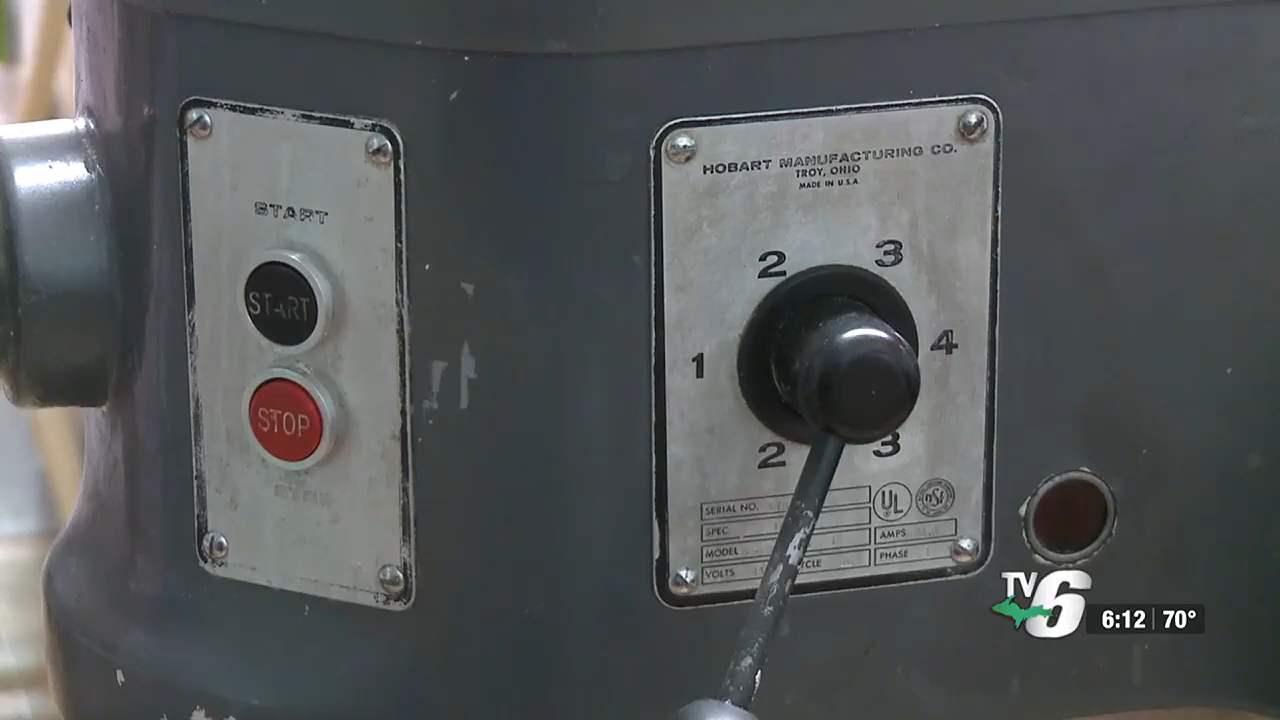 START
START
STOP
HOBART MANUFACTURING CO.
TROY, OHIO
MADE IN U.S.A.
2 3
1 4
2 3
SERIAL NO.
UL
nsf
SPEC.
AMPS
MODEL
PHASE
VOLTS
TV6
6:12 70°